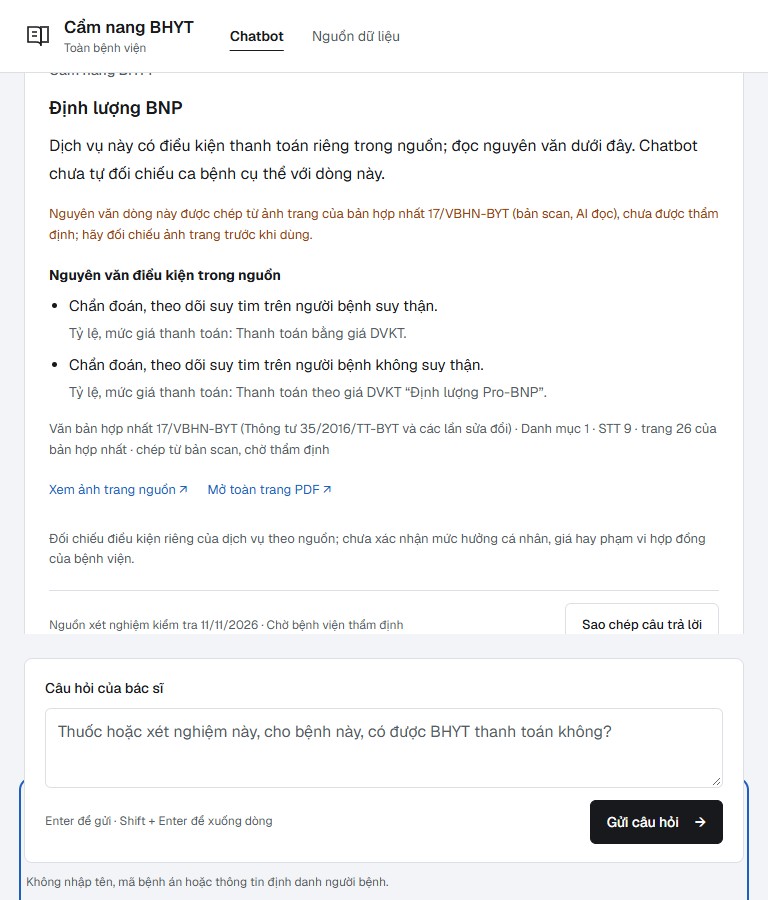 Cẩm nang BHYT
Toàn bệnh viện
Chatbot
Nguồn dữ liệu
Cẩm nang BHYT
Định lượng BNP
Dịch vụ này có điều kiện thanh toán riêng trong nguồn; đọc nguyên văn dưới đây. Chatbot
chưa tự đối chiếu ca bệnh cụ thể với dòng này.
Nguyên văn dòng này được chép từ ảnh trang của bản hợp nhất 17/VBHN-BYT (bản scan, AI đọc), chưa được thẩm
định; hãy đối chiếu ảnh trang trước khi dùng.
Nguyên văn điều kiện trong nguồn
• Chẩn đoán, theo dõi suy tim trên người bệnh suy thận.
Tỷ lệ, mức giá thanh toán: Thanh toán bằng giá DVKT.
• Chẩn đoán, theo dõi suy tim trên người bệnh không suy thận.
Tỷ lệ, mức giá thanh toán: Thanh toán theo giá DVKT “Định lượng Pro-BNP”.
Văn bản hợp nhất 17/VBHN-BYT (Thông tư 35/2016/TT-BYT và các lần sửa đổi) · Danh mục 1 · STT 9 · trang 26 của
bản hợp nhất · chép từ bản scan, chờ thẩm định
Xem ảnh trang nguồn ↗
Mở toàn trang PDF ↗
Đối chiếu điều kiện riêng của dịch vụ theo nguồn; chưa xác nhận mức hưởng cá nhân, giá hay phạm vi hợp đồng
của bệnh viện.
Nguồn xét nghiệm kiểm tra 11/11/2026 · Chờ bệnh viện thẩm định
Sao chép câu trả lời
Câu hỏi của bác sĩ
Thuốc hoặc xét nghiệm này, cho bệnh này, có được BHYT thanh toán không?
Enter để gửi · Shift + Enter để xuống dòng
Gửi câu hỏi →
Không nhập tên, mã bệnh án hoặc thông tin định danh người bệnh.